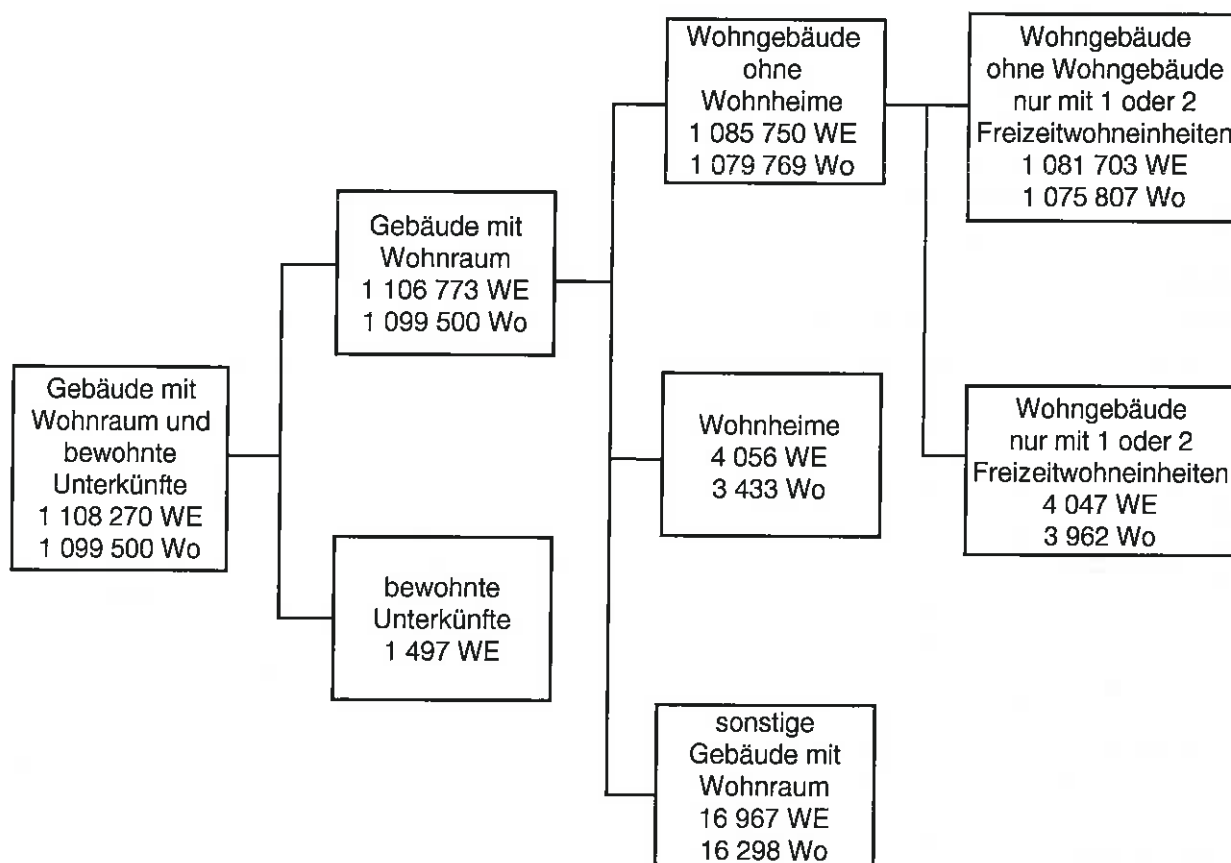 Gebäude mit
Wohnraum und
bewohnte
Unterkünfte
1 108 270 WE
1 099 500 Wo
Gebäude mit
Wohnraum
1 106 773 WE
1 099 500 Wo
bewohnte
Unterkünfte
1 497 WE
Wohngebäude
ohne
Wohnheime
1 085 750 WE
1 079 769 Wo
Wohnheime
4 056 WE
3 433 Wo
sonstige
Gebäude mit
Wohnraum
16 967 WE
16 298 Wo
Wohngebäude
ohne Wohngebäude
nur mit 1 oder 2
Freizeitwohneinheiten
1 081 703 WE
1 075 807 Wo
Wohngebäude
nur mit 1 oder 2
Freizeitwohneinheiten
4 047 WE
3 962 Wo